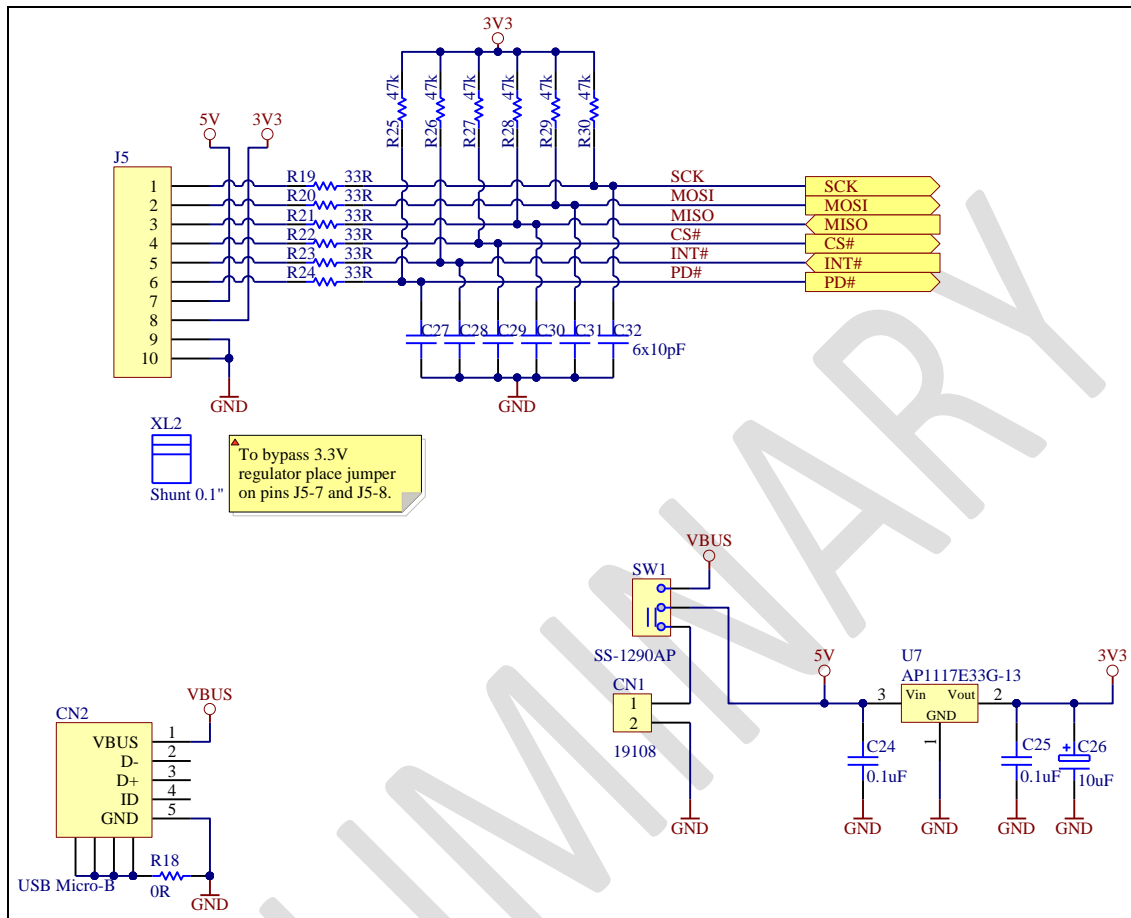 3V3
47k
47k
47k
47k
47k
47k
R25
R26
R27
R28
R29
R30
5V
3V3
J5
1
2
3
4
5
6
7
8
9
10
R19 33R
R20 33R
R21 33R
R22 33R
R23 33R
R24 33R
SCK
MOSI
MISO
CS#
INT#
PD#
SCK
MOSI
MISO
CS#
INT#
PD#
C27 C28 C29 C30 C31 C32
6x10pF
GND
GND
XL2
Shunt 0.1"
To bypass 3.3V
regulator place jumper
on pins J5-7 and J5-8.
VBUS
SW1
SS-1290AP
CN1
1
2
19108
GND
5V
U7
AP1117E33G-13
3 Vin Vout 2
GND
1
3V3
C24
0.1uF
C25
0.1uF
C26
+
10uF
GND
GND
GND
GND
VBUS
CN2
VBUS 1
D- 2
D+ 3
ID 4
GND 5
R18
0R
USB Micro-B
GND
LIMINARY